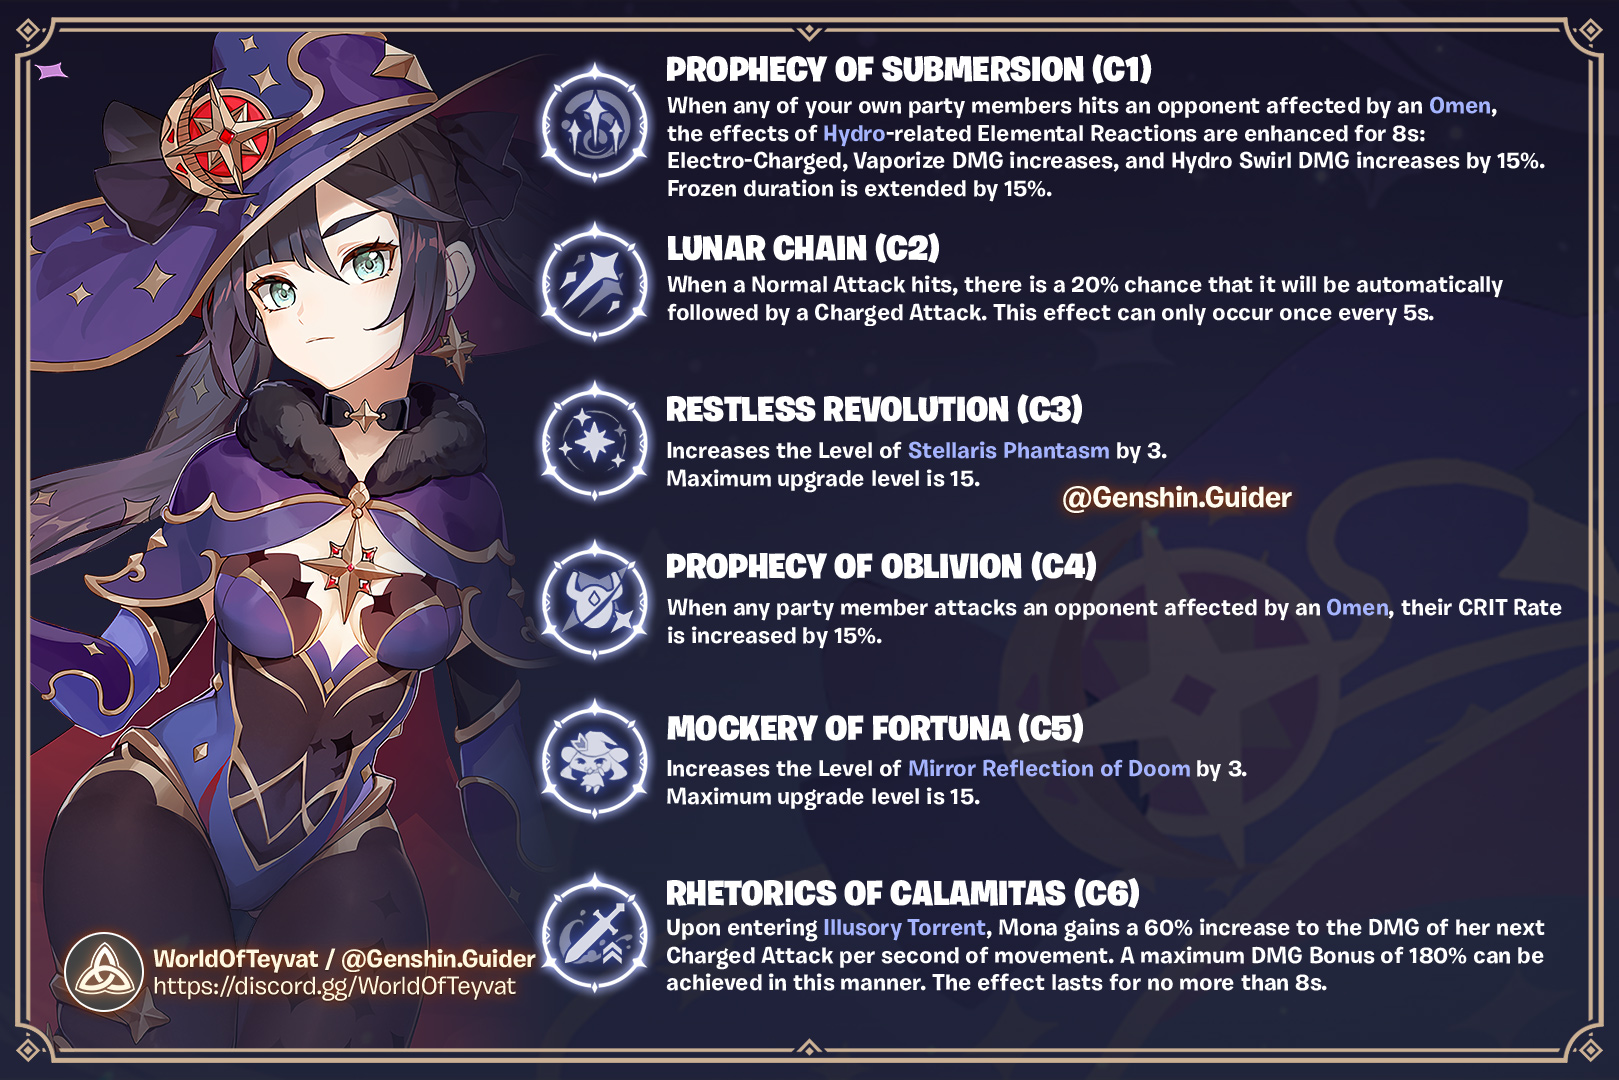 PROPHECY OF SUBMERSION (C1)
When any of your own party members hits an opponent affected by an Omen,
the effects of Hydro-related Elemental Reactions are enhanced for 8s:
Electro-Charged, Vaporize DMG increases, and Hydro Swirl DMG increases by 15%.
Frozen duration is extended by 15%.
LUNAR CHAIN (C2)
When a Normal Attack hits, there is a 20% chance that it will be automatically
followed by a Charged Attack. This effect can only occur once every 5s.
RESTLESS REVOLUTION (C3)
Increases the Level of Stellaris Phantasm by 3.
Maximum upgrade level is 15.
@Genshin.Guider
PROPHECY OF OBLIVION (C4)
When any party member attacks an opponent affected by an Omen, their CRIT Rate
is increased by 15%.
MOCKERY OF FORTUNA (C5)
Increases the Level of Mirror Reflection of Doom by 3.
Maximum upgrade level is 15.
RHETORICS OF CALAMITAS (C6)
Upon entering Illusory Torrent, Mona gains a 60% increase to the DMG of her next
Charged Attack per second of movement. A maximum DMG Bonus of 180% can be
achieved in this manner. The effect lasts for no more than 8s.
WorldOfTeyvat / @Genshin.Guider
https://discord.gg/WorldOfTeyvat